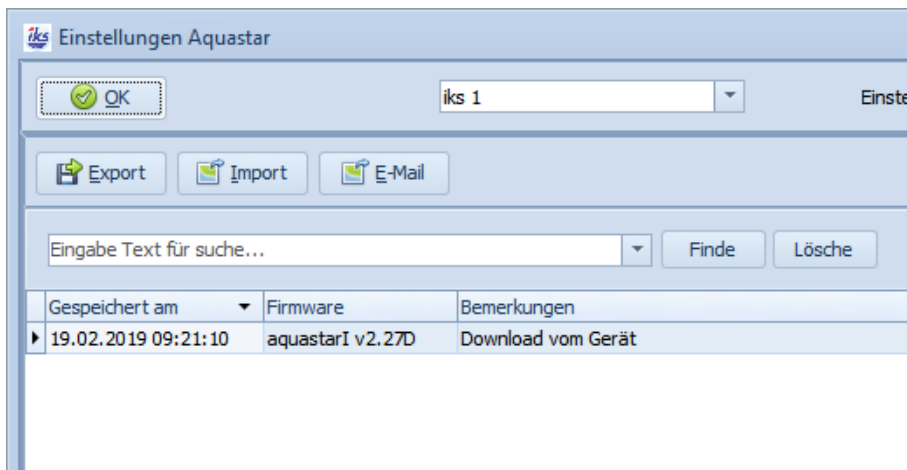 iks Einstellungen Aquastar
OK iks 1 Einste
Export Import E-Mail
Eingabe Text für suche... Finde Lösche
Gespeichert am Firmware Bemerkungen
19.02.2019 09:21:10 aquastarI v2.27D Download vom Gerät